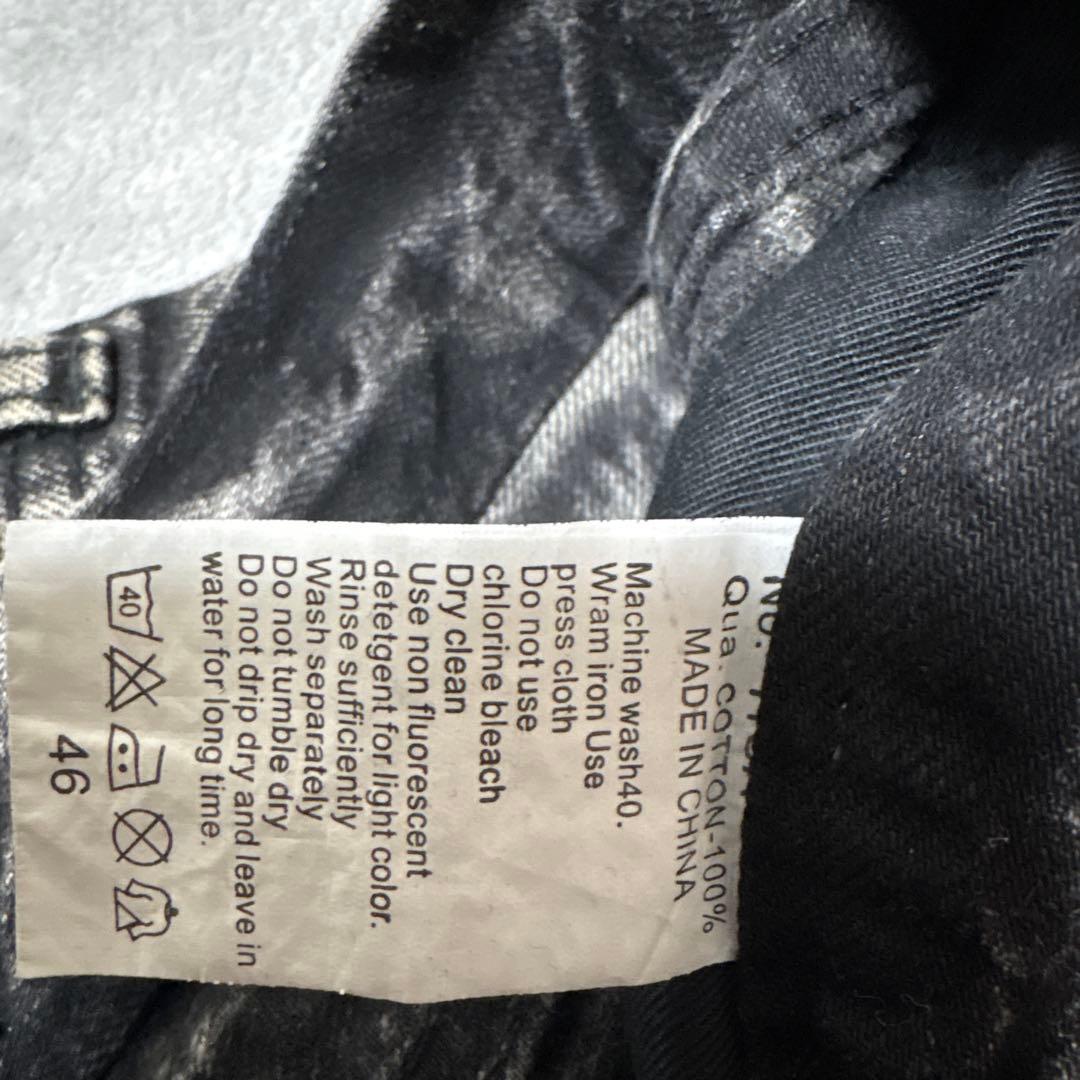 Qua. COTTON-100%
MADE IN CHINA
Machine wash40.
Wram iron Use
press cloth
Do not use
chlorine bleach
Dry clean
Use non fluorescent
detetgent for light color.
Rinse sufficiently
Wash separately
Do not tumble dry
Do not drip dry and leave in
water for long time.
40
46